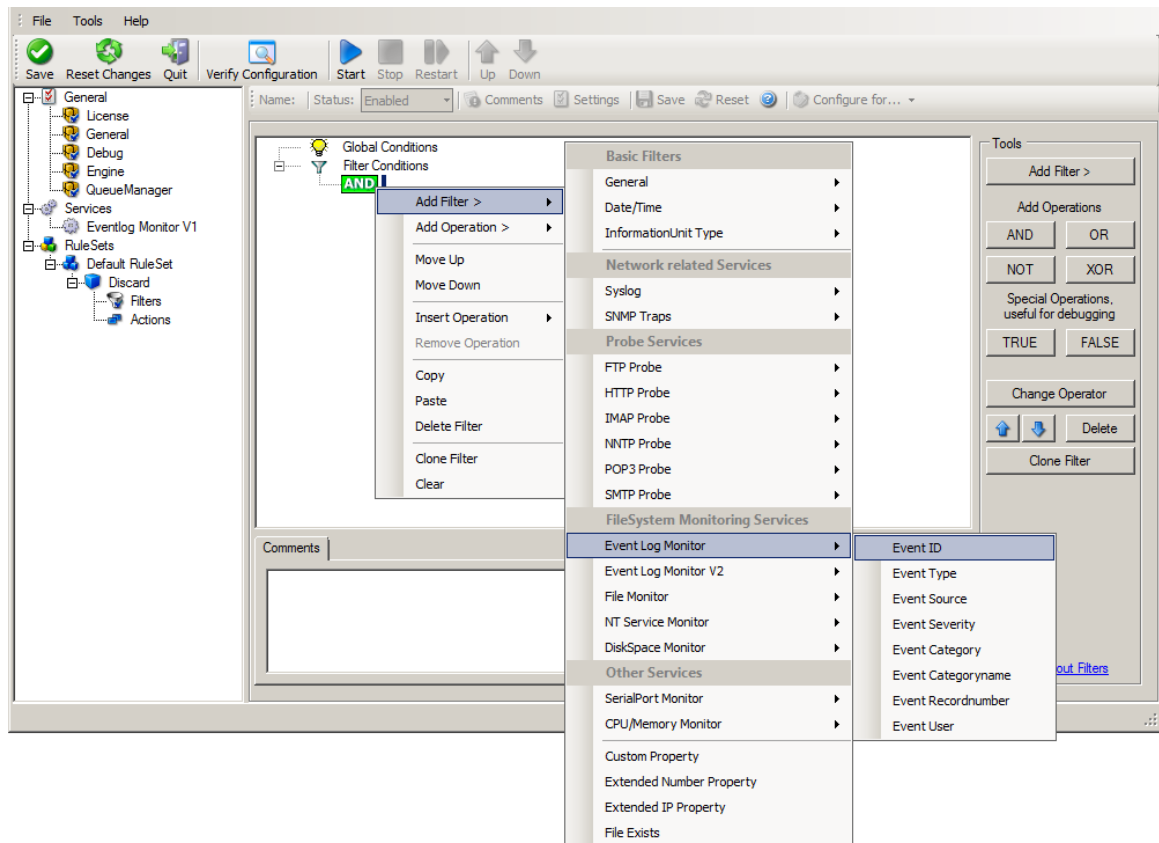 File Tools Help
Save Reset Changes Quit Verify Configuration Start Stop Restart Up Down
General
License
General
Debug
Engine
QueueManager
Services
Eventlog Monitor V1
RuleSets
Default RuleSet
Discard
Filters
Actions
Name: Status: Enabled Comments Settings Save Reset Configure for...
Global Conditions
Filter Conditions
AND
Add Filter >
Add Operation >
Move Up
Move Down
Insert Operation
Remove Operation
Copy
Paste
Delete Filter
Clone Filter
Clear
Basic Filters
General
Date/Time
InformationUnit Type
Network related Services
Syslog
SNMP Traps
Probe Services
FTP Probe
HTTP Probe
IMAP Probe
NNTP Probe
POP3 Probe
SMTP Probe
FileSystem Monitoring Services
Event Log Monitor
Event Log Monitor V2
File Monitor
NT Service Monitor
DiskSpace Monitor
Other Services
SerialPort Monitor
CPU/Memory Monitor
Custom Property
Extended Number Property
Extended IP Property
File Exists
Event ID
Event Type
Event Source
Event Severity
Event Category
Event Categoryname
Event Recordnumber
Event User
Tools
Add Filter >
Add Operations
AND OR
NOT XOR
Special Operations,
useful for debugging
TRUE FALSE
Change Operator
Delete
Clone Filter
out Filters
Comments